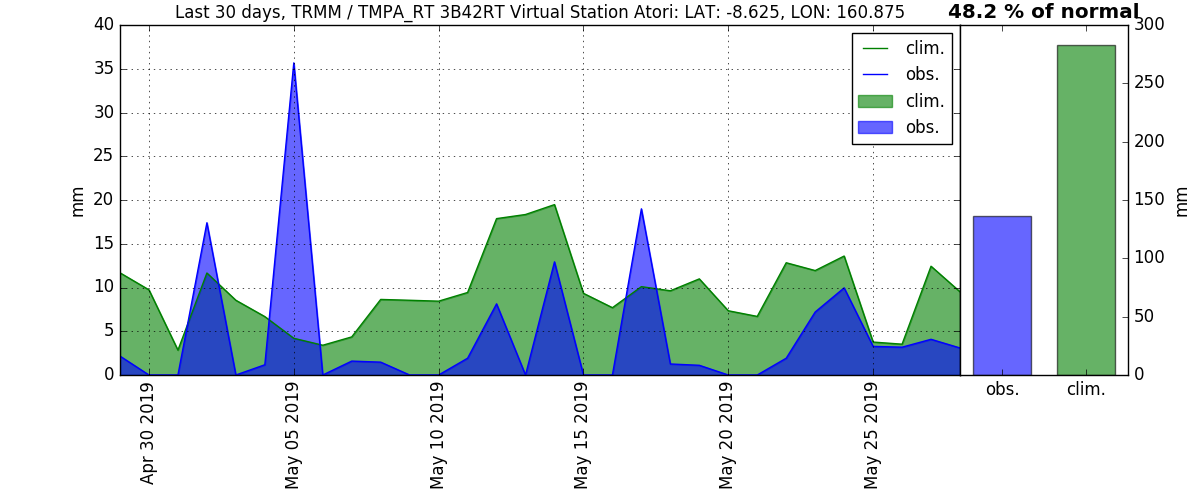 Last 30 days, TRMM / TMPA_RT 3B42RT Virtual Station Atori: LAT: -8.625, LON: 160.875
48.2 % of normal
40
35
30
25
20
15
10
5
0
mm
clim.
obs.
clim.
obs.
Apr 30 2019
May 05 2019
May 10 2019
May 15 2019
May 20 2019
May 25 2019
300
250
200
150
100
50
0
mm
obs.
clim.